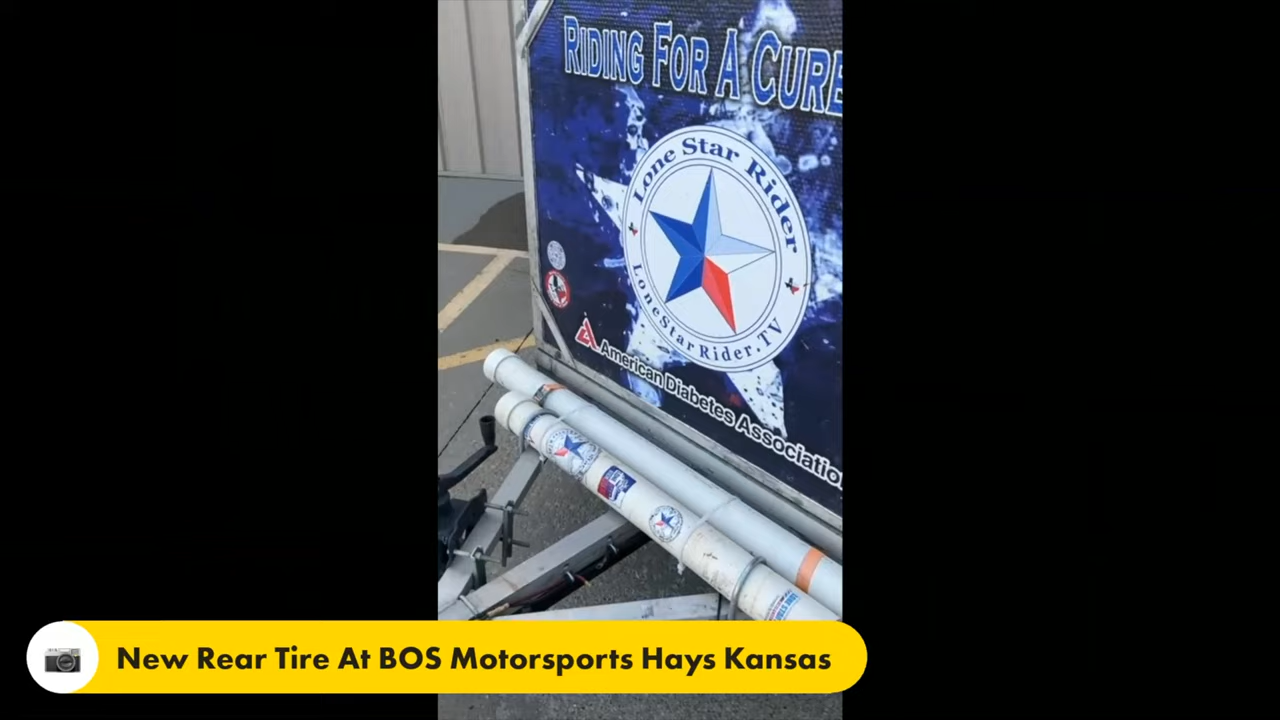 RIDING FOR A CURE
Lone Star Rider
LoneStarRider.TV
American Diabetes Association
New Rear Tire At BOS Motorsports Hays Kansas